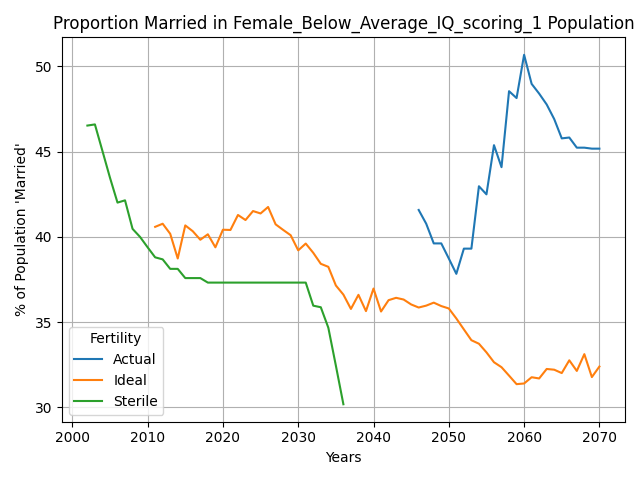 Proportion Married in Female_Below_Average_IQ_scoring_1 Population
% of Population 'Married'
50
45
40
35
30
Fertility
Actual
Ideal
Sterile
2000 2010 2020 2030 2040 2050 2060 2070
Years